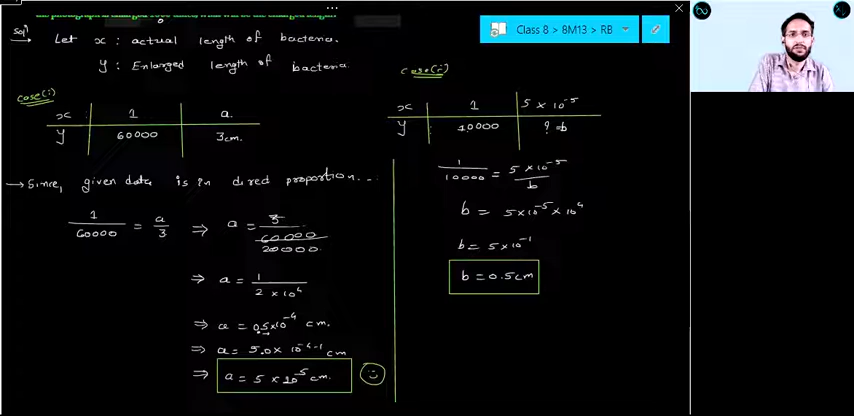 Class 8 > 8M13 > RB
Solⁿ → Let x : actual length of bacteria.
y : Enlarged length of bacteria.
case(i)
x : 1 a.
y 60000 3cm.
→ Since, given data is in direct proportion...
1/60000 = a/3 ⇒ a = 3/60000 20000
⇒ a = 1/2 × 10⁴
⇒ a = 0.5×10⁻⁴ cm.
⇒ a = 5.0× 10⁻⁴⁻¹ cm
⇒ a = 5 × 10⁻⁵ cm.
x 1 5 × 10⁻⁵
y 10000 ? = b
1/10000 = 5 × 10⁻⁵/b
b = 5×10⁻⁵ × 10⁴
b = 5×10⁻¹
b = 0.5cm